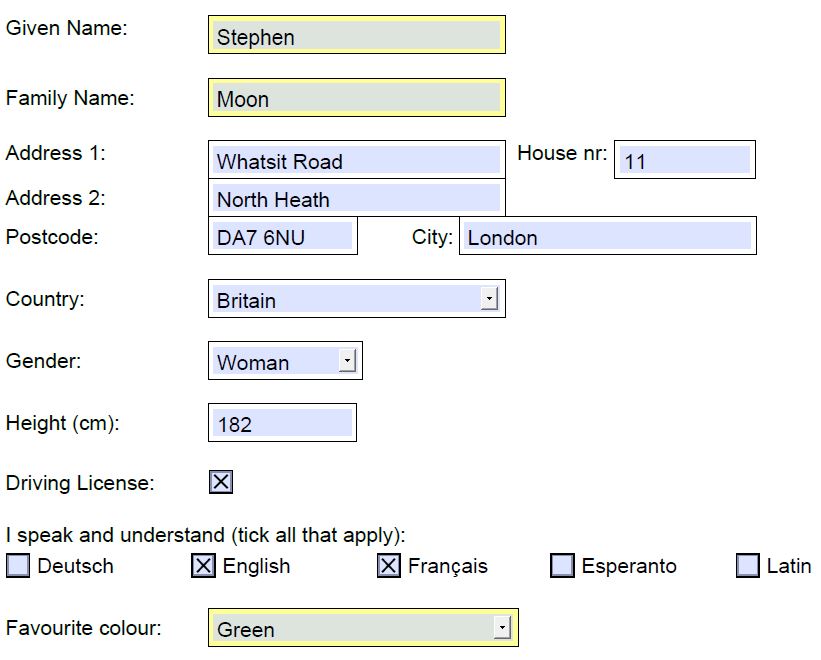 Given Name: Stephen
Family Name: Moon
Address 1: Whatsit Road House nr: 11
Address 2: North Heath
Postcode: DA7 6NU City: London
Country: Britain
Gender: Woman
Height (cm): 182
Driving License:
I speak and understand (tick all that apply):
Deutsch English Français Esperanto Latin
Favourite colour: Green